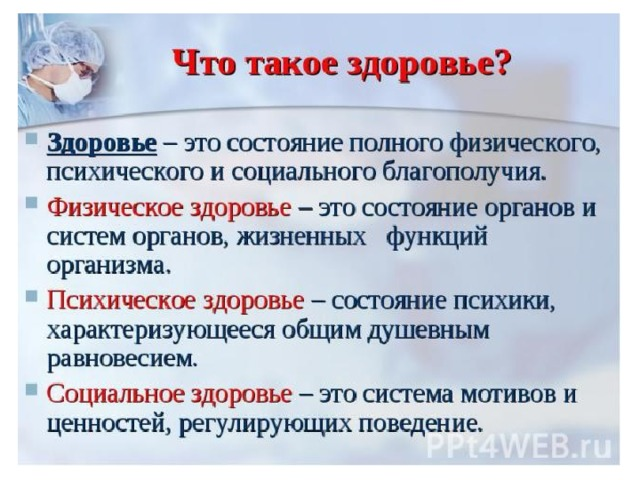 Что такое здоровье?
Здоровье – это состояние полного физического,
психического и социального благополучия.
Физическое здоровье – это состояние органов и
систем органов, жизненных функций
организма.
Психическое здоровье – состояние психики,
характеризующееся общим душевным
равновесием.
Социальное здоровье – это система мотивов и
ценностей, регулирующих поведение.
PPt4WEB.ru